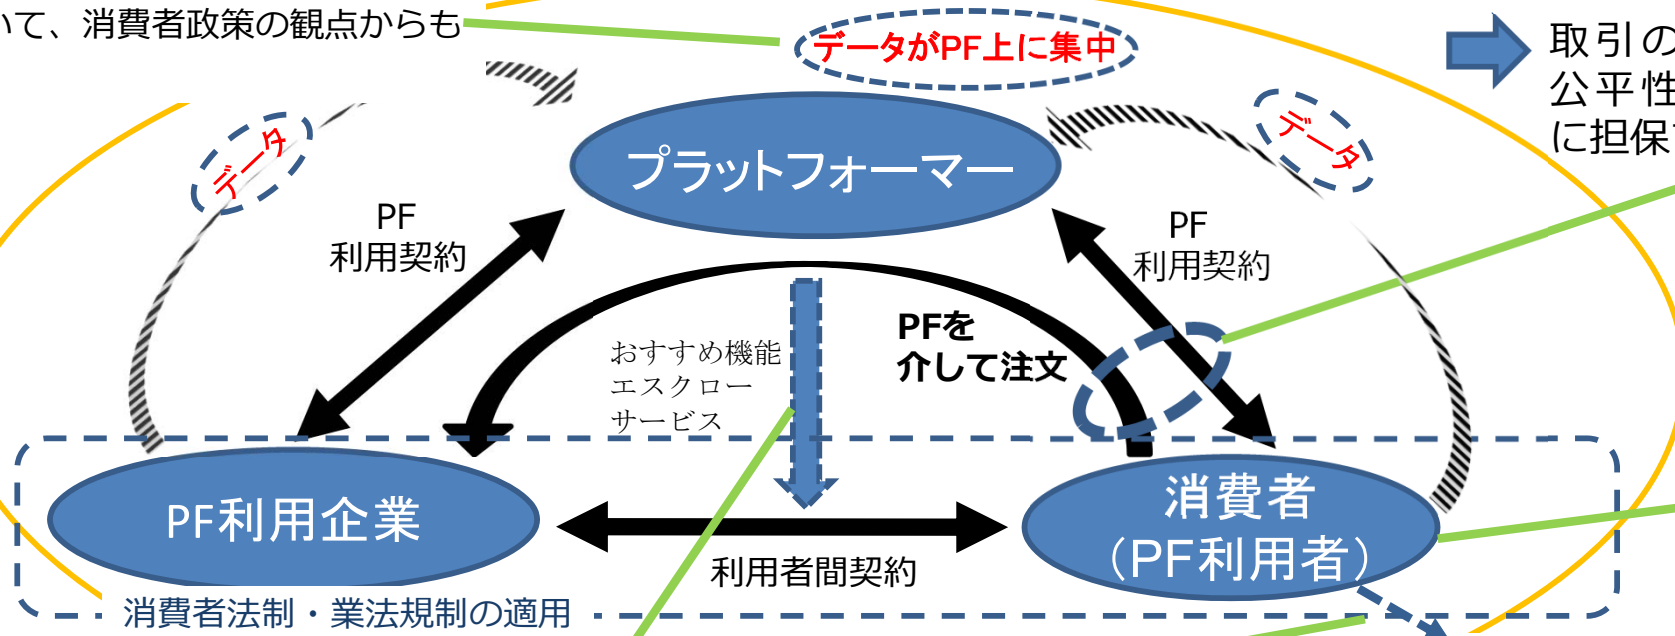 いて、消費者政策の観点からも
データがPF上に集中
取引の
公平性
に担保
データ
データ
プラットフォーマー
PF
利用契約
PF
利用契約
PFを
介して注文
おすすめ機能
エスクロー
サービス
PF利用企業
消費者
（PF利用者）
利用者間契約
消費者法制・業法規制の適用